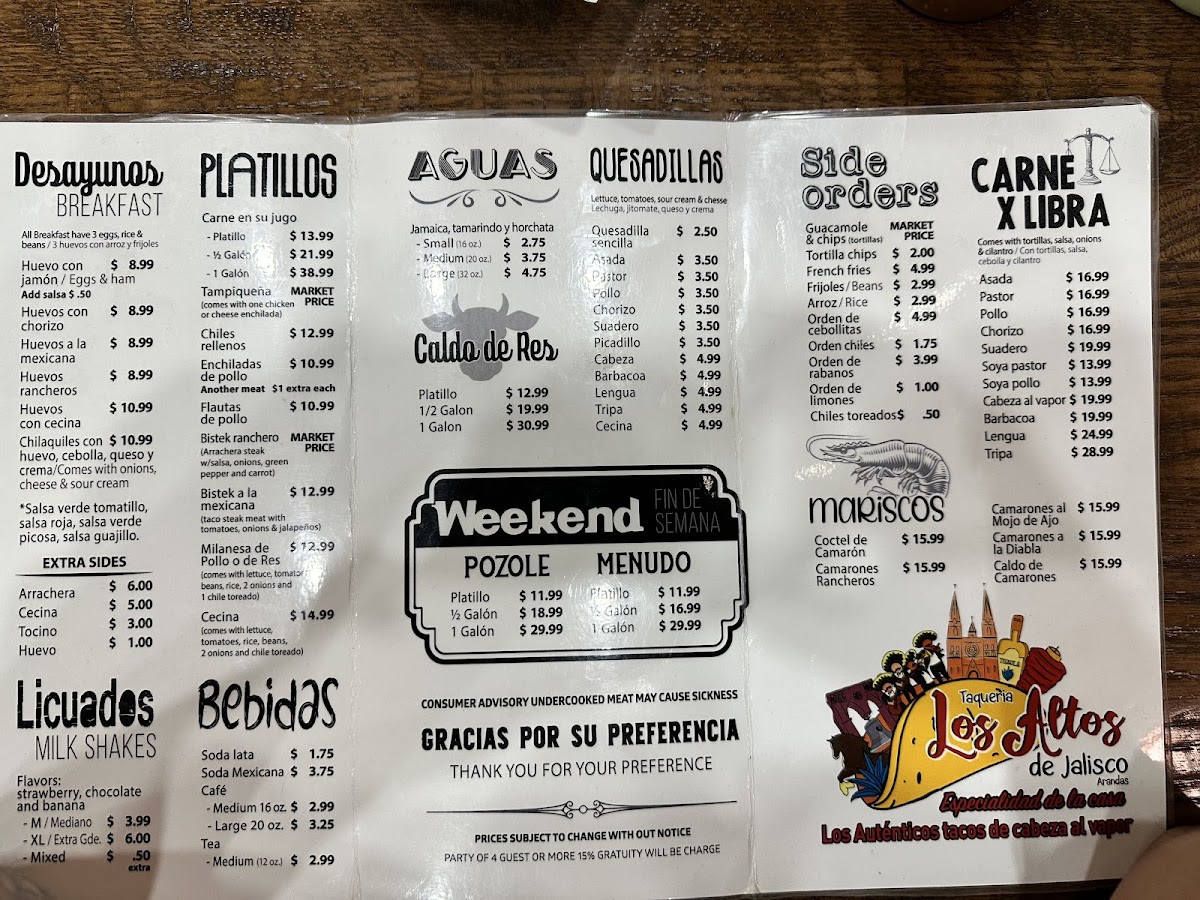 Desayunos
BREAKFAST
All Breakfast have 3 eggs, rice &
beans / 3 huevos con arroz y frijoles
Huevo con $ 8.99
jamón / Eggs & ham
Add salsa $ .50
Huevos con $ 8.99
chorizo
Huevos a la $ 8.99
mexicana
Huevos $ 8.99
rancheros
Huevos $ 10.99
con cecina
Chilaquiles con $ 10.99
huevo, cebolla, queso y
crema/Comes with onions,
cheese & sour cream
*Salsa verde tomatillo,
salsa roja, salsa verde
picosa, salsa guajillo.
EXTRA SIDES
Arrachera $ 6.00
Cecina $ 5.00
Tocino $ 3.00
Huevo $ 1.00
Licuados
MILK SHAKES
Flavors:
strawberry, chocolate
and banana
- M / Mediano $ 3.99
- XL / Extra Gde. $ 6.00
- Mixed $ .50
extra
PLATILLOS
Carne en su jugo
- Platillo $ 13.99
- ½ Galón $ 21.99
- 1 Galón $ 38.99
Tampiqueña MARKET
(comes with one chicken PRICE
or cheese enchilada)
Chiles $ 12.99
rellenos
Enchiladas $ 10.99
de pollo
Another meat $1 extra each
Flautas $ 10.99
de pollo
Bistek ranchero MARKET
(Arrachera steak PRICE
w/salsa, onions, green
pepper and carrot)
Bistek a la $ 12.99
mexicana
(taco steak meat with
tomatoes, onions & jalapeños)
Milanesa de $ 12.99
Pollo o de Res
(comes with lettuce, tomatoes
beans, rice, 2 onions and
1 chile toreado)
Cecina $ 14.99
(comes with lettuce,
tomatoes, rice, beans,
2 onions and chile toreado)
Bebidas
Soda lata $ 1.75
Soda Mexicana $ 3.75
Café
- Medium 16 oz. $ 2.99
- Large 20 oz. $ 3.25
Tea
- Medium (12 oz.) $ 2.99
AGUAS
Jamaica, tamarindo y horchata
- Small (16 oz.) $ 2.75
- Medium (20 oz.) $ 3.75
- Large (32 oz.) $ 4.75
Caldo de Res
Platillo $ 12.99
1/2 Galon $ 19.99
1 Galon $ 30.99
QUESADILLAS
Lettuce, tomatoes, sour cream & chesse
Lechuga, jitomate, queso y crema
Quesadilla $ 2.50
sencilla
Asada $ 3.50
Pastor $ 3.50
Pollo $ 3.50
Chorizo $ 3.50
Suadero $ 3.50
Picadillo $ 3.50
Cabeza $ 4.99
Barbacoa $ 4.99
Lengua $ 4.99
Tripa $ 4.99
Cecina $ 4.99
Weekend
FIN DE
SEMANA
POZOLE
Platillo $ 11.99
½ Galón $ 18.99
1 Galón $ 29.99
MENUDO
Platillo $ 11.99
½ Galón $ 16.99
1 Galón $ 29.99
CONSUMER ADVISORY UNDERCOOKED MEAT MAY CAUSE SICKNESS
GRACIAS POR SU PREFERENCIA
THANK YOU FOR YOUR PREFERENCE
PRICES SUBJECT TO CHANGE WITH OUT NOTICE
PARTY OF 4 GUEST OR MORE 15% GRATUITY WILL BE CHARGE
Side
orders
Guacamole MARKET
& chips (tortillas) PRICE
Tortilla chips $ 2.00
French fries $ 4.99
Frijoles / Beans $ 2.99
Arroz / Rice $ 2.99
Orden de $ 4.99
cebollitas
Orden chiles $ 1.75
Orden de $ 3.99
rabanos
Orden de $ 1.00
limones
Chiles toreados $ .50
CARNE
X LIBRA
Comes with tortillas, salsa, onions
& cilantro / Con tortillas, salsa,
cebolla y cilantro
Asada $ 16.99
Pastor $ 16.99
Pollo $ 16.99
Chorizo $ 16.99
Suadero $ 19.99
Soya pastor $ 13.99
Soya pollo $ 13.99
Cabeza al vapor $ 19.99
Barbacoa $ 19.99
Lengua $ 24.99
Tripa $ 28.99
MARISCOS
Coctel de $ 15.99
Camarón
Camarones $ 15.99
Rancheros
Camarones al $ 15.99
Mojo de Ajo
Camarones a $ 15.99
la Diabla
Caldo de $ 15.99
Camarones
TEQUILA
Taqueria
Los Altos
de Jalisco
Arandas
Especialidad de la casa
Los Auténticos tacos de cabeza al vapor